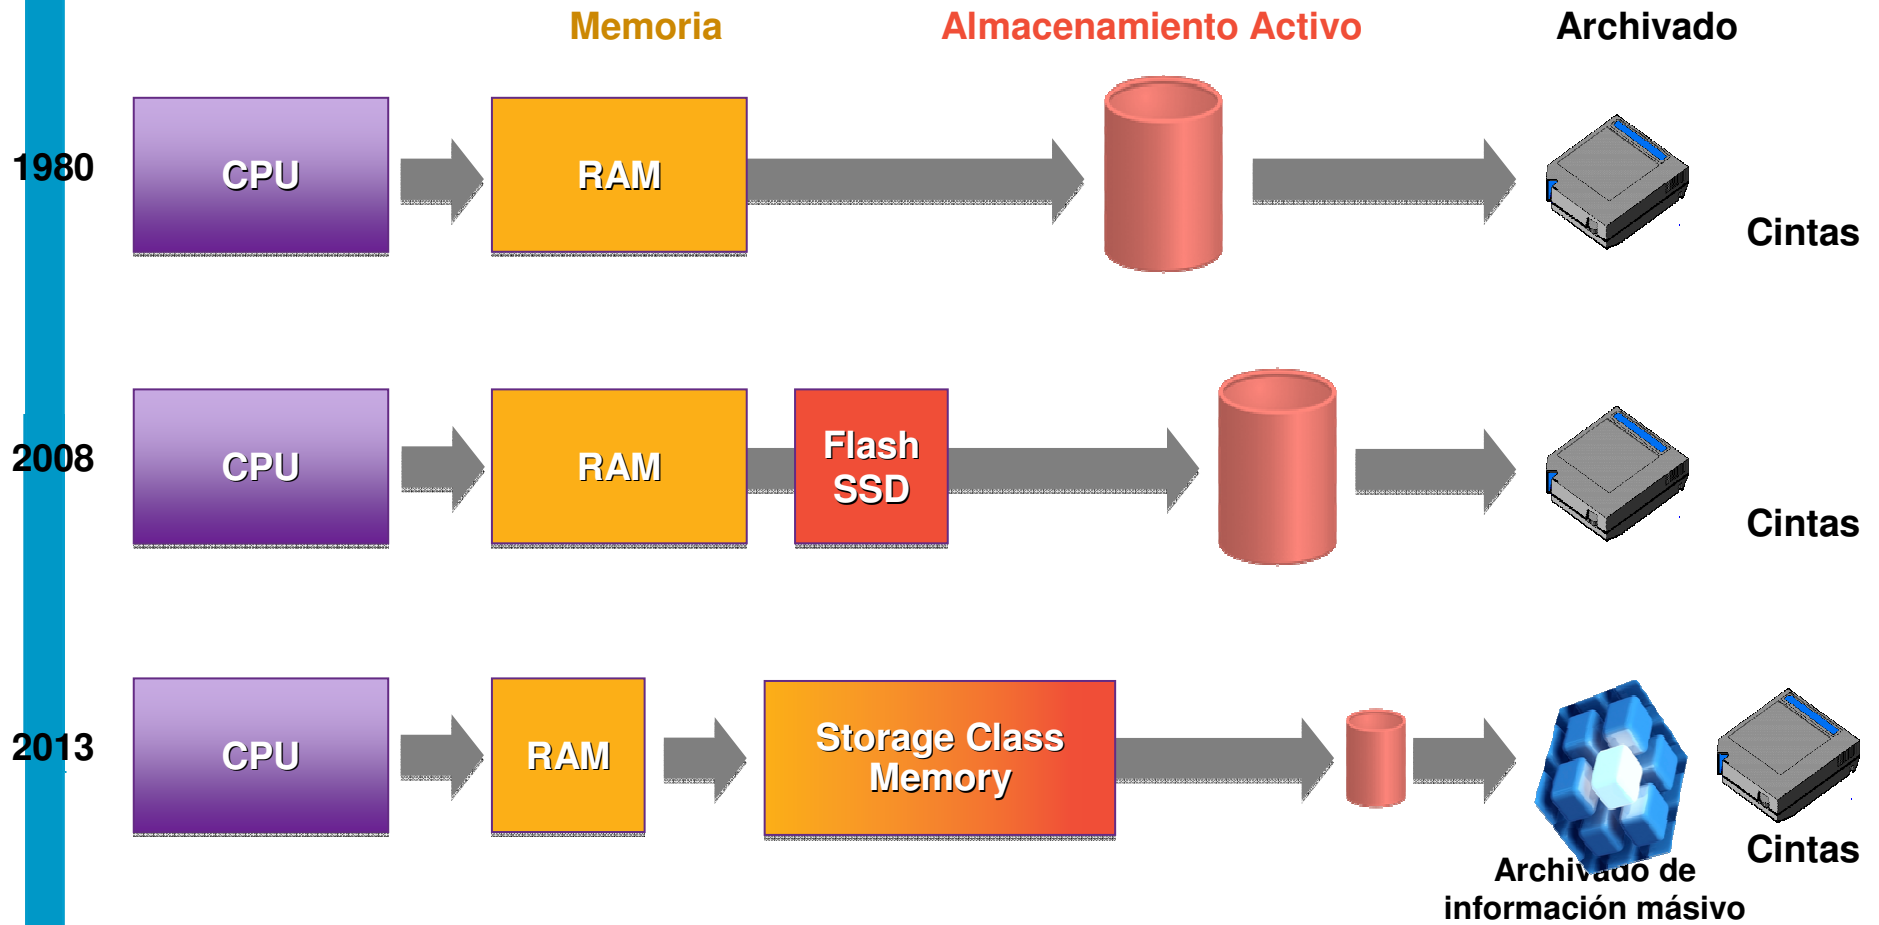 Memoria
Almacenamiento Activo
Archivado
1980
CPU
RAM
Cintas
2008
CPU
RAM
Flash
SSD
Cintas
2013
CPU
RAM
Storage Class
Memory
Cintas
Archivado de
información másivo